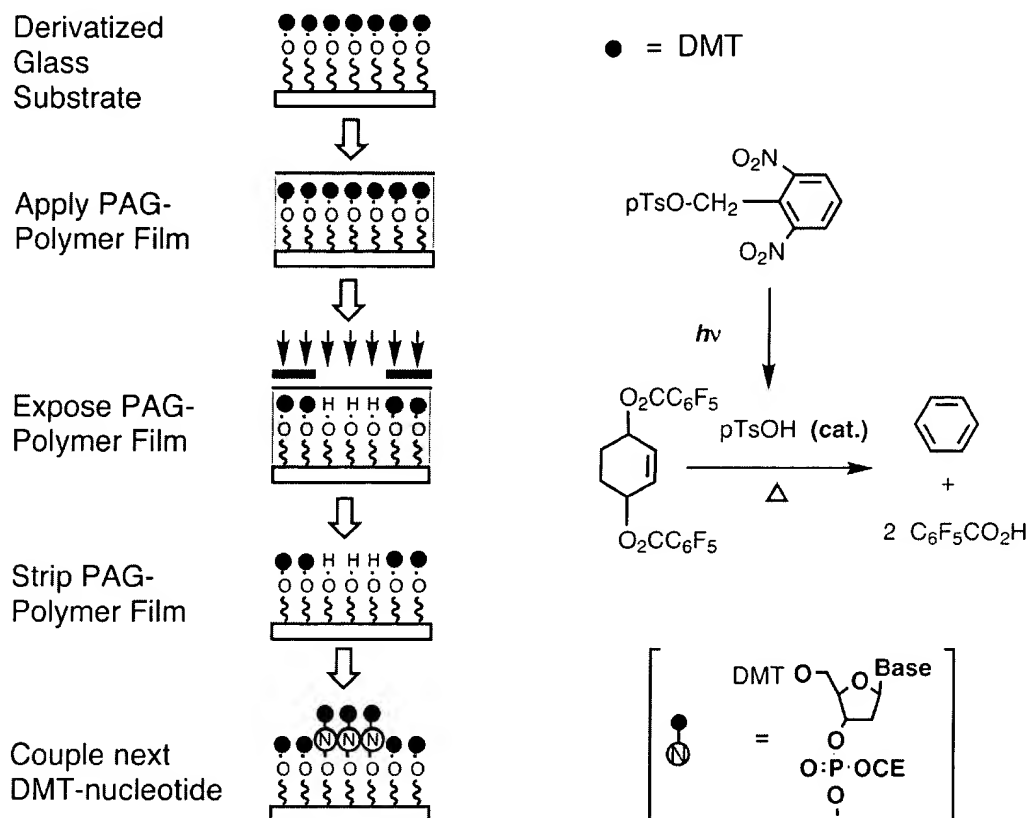 Derivatized
Glass
Substrate
O O O O O O O
● = DMT
Apply PAG-
Polymer Film
O O O O O O O
O₂N
pTsO-CH₂
O₂N
hν
Expose PAG-
Polymer Film
H H H
O O O O O O O
O₂CC₆F₅
pTsOH (cat.)
△
+
O₂CC₆F₅
2 C₆F₅CO₂H
Strip PAG-
Polymer Film
H H H
O O O O O O O
Couple next
DMT-nucleotide
N N N
O O O O O O O
N
=
DMT O O Base
O
O:P·OCE
O